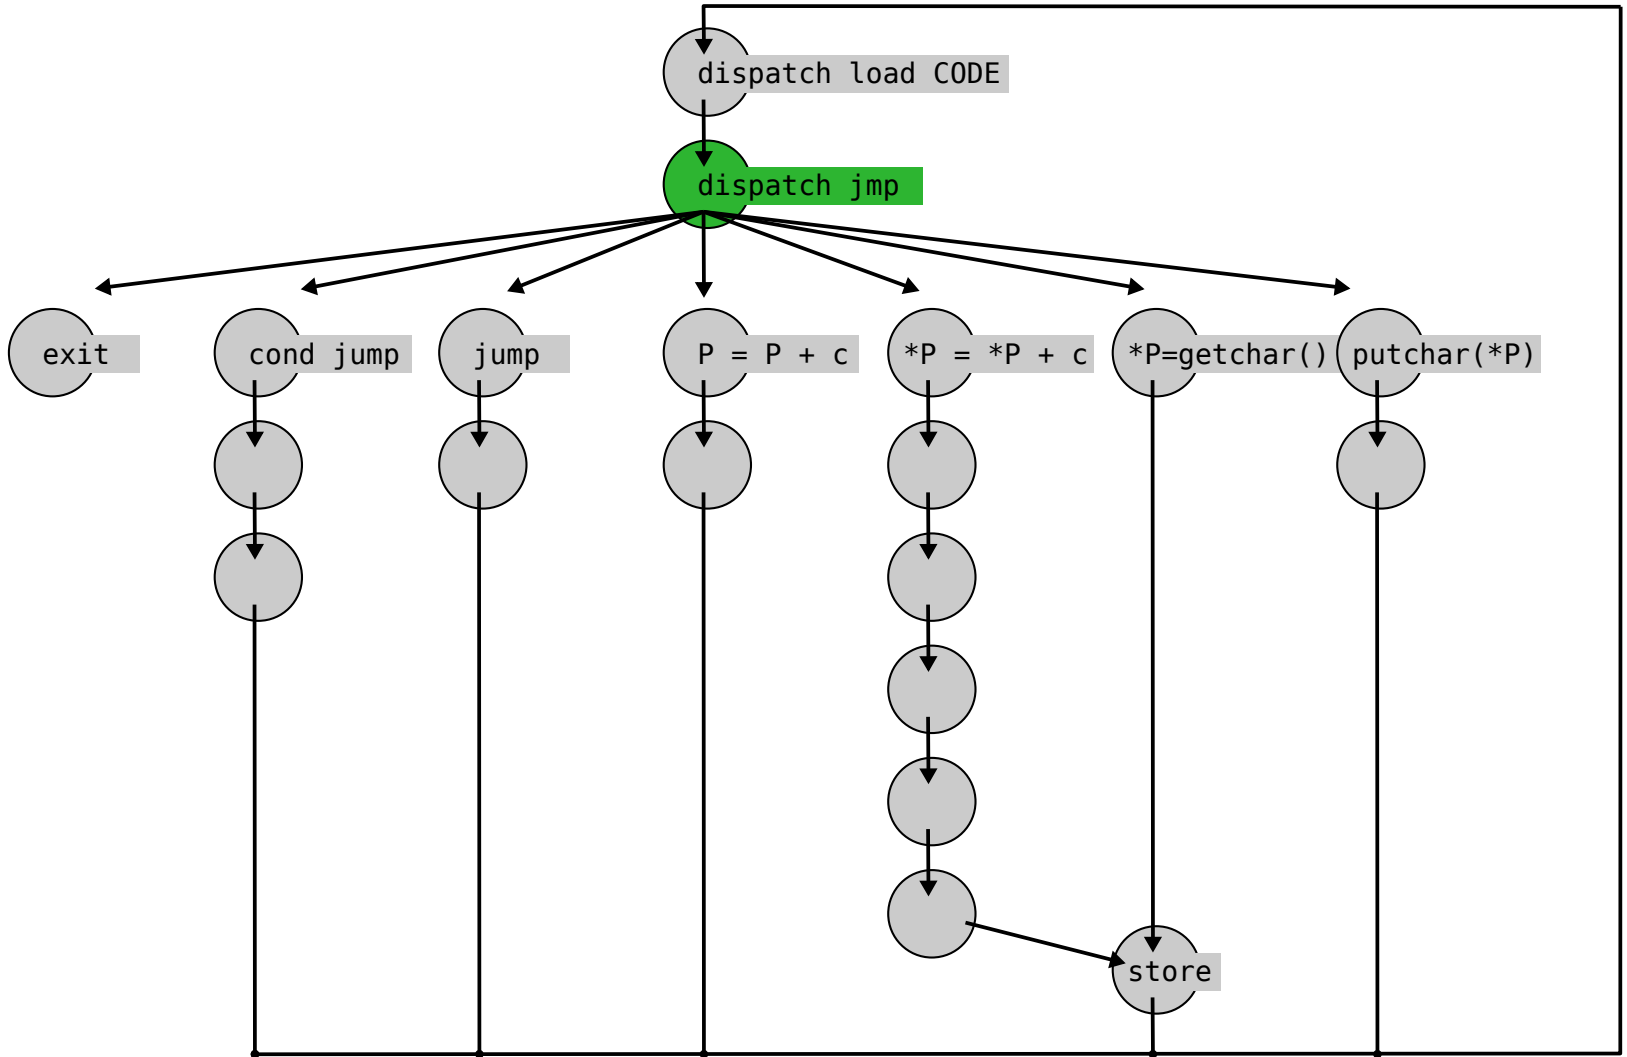 dispatch load CODE
dispatch jmp
exit
cond jump
jump
P = P + c
*P = *P + c
*P=getchar()
putchar(*P)
store